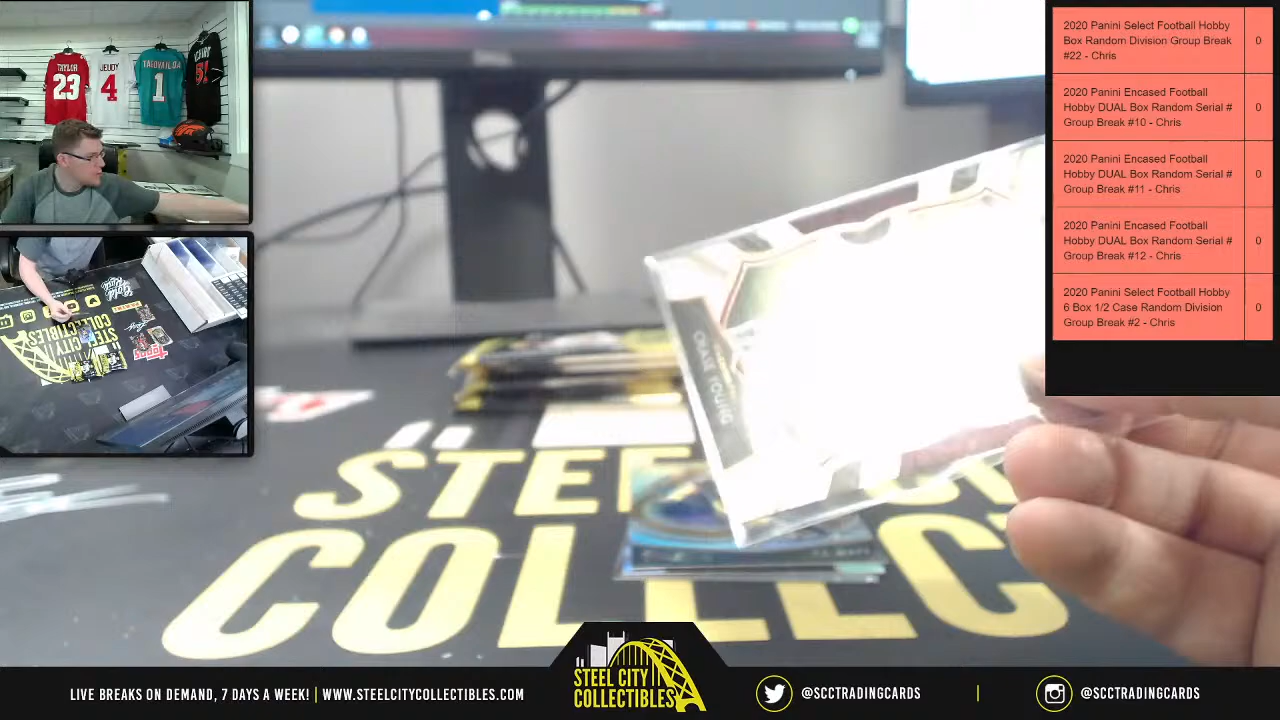 TAYLOR
23
JEUDY
4
TAGOVAILOA
1
51
2020 Panini Select Football Hobby
Box Random Division Group Break
#22 - Chris
0
2020 Panini Encased Football
Hobby DUAL Box Random Serial #
Group Break #10 - Chris
0
2020 Panini Encased Football
Hobby DUAL Box Random Serial #
Group Break #11 - Chris
0
2020 Panini Encased Football
Hobby DUAL Box Random Serial #
Group Break #12 - Chris
0
2020 Panini Select Football Hobby
6 Box 1/2 Case Random Division
Group Break #2 - Chris
0
CHASE YOUNG
STEEL
COLLEC
STEEL CITY
COLLECTIBLES
topps
LIVE BREAKS ON DEMAND, 7 DAYS A WEEK! | WWW.STEELCITYCOLLECTIBLES.COM
STEEL CITY
COLLECTIBLES
@SCCTRADINGCARDS
|
@SCCTRADINGCARDS